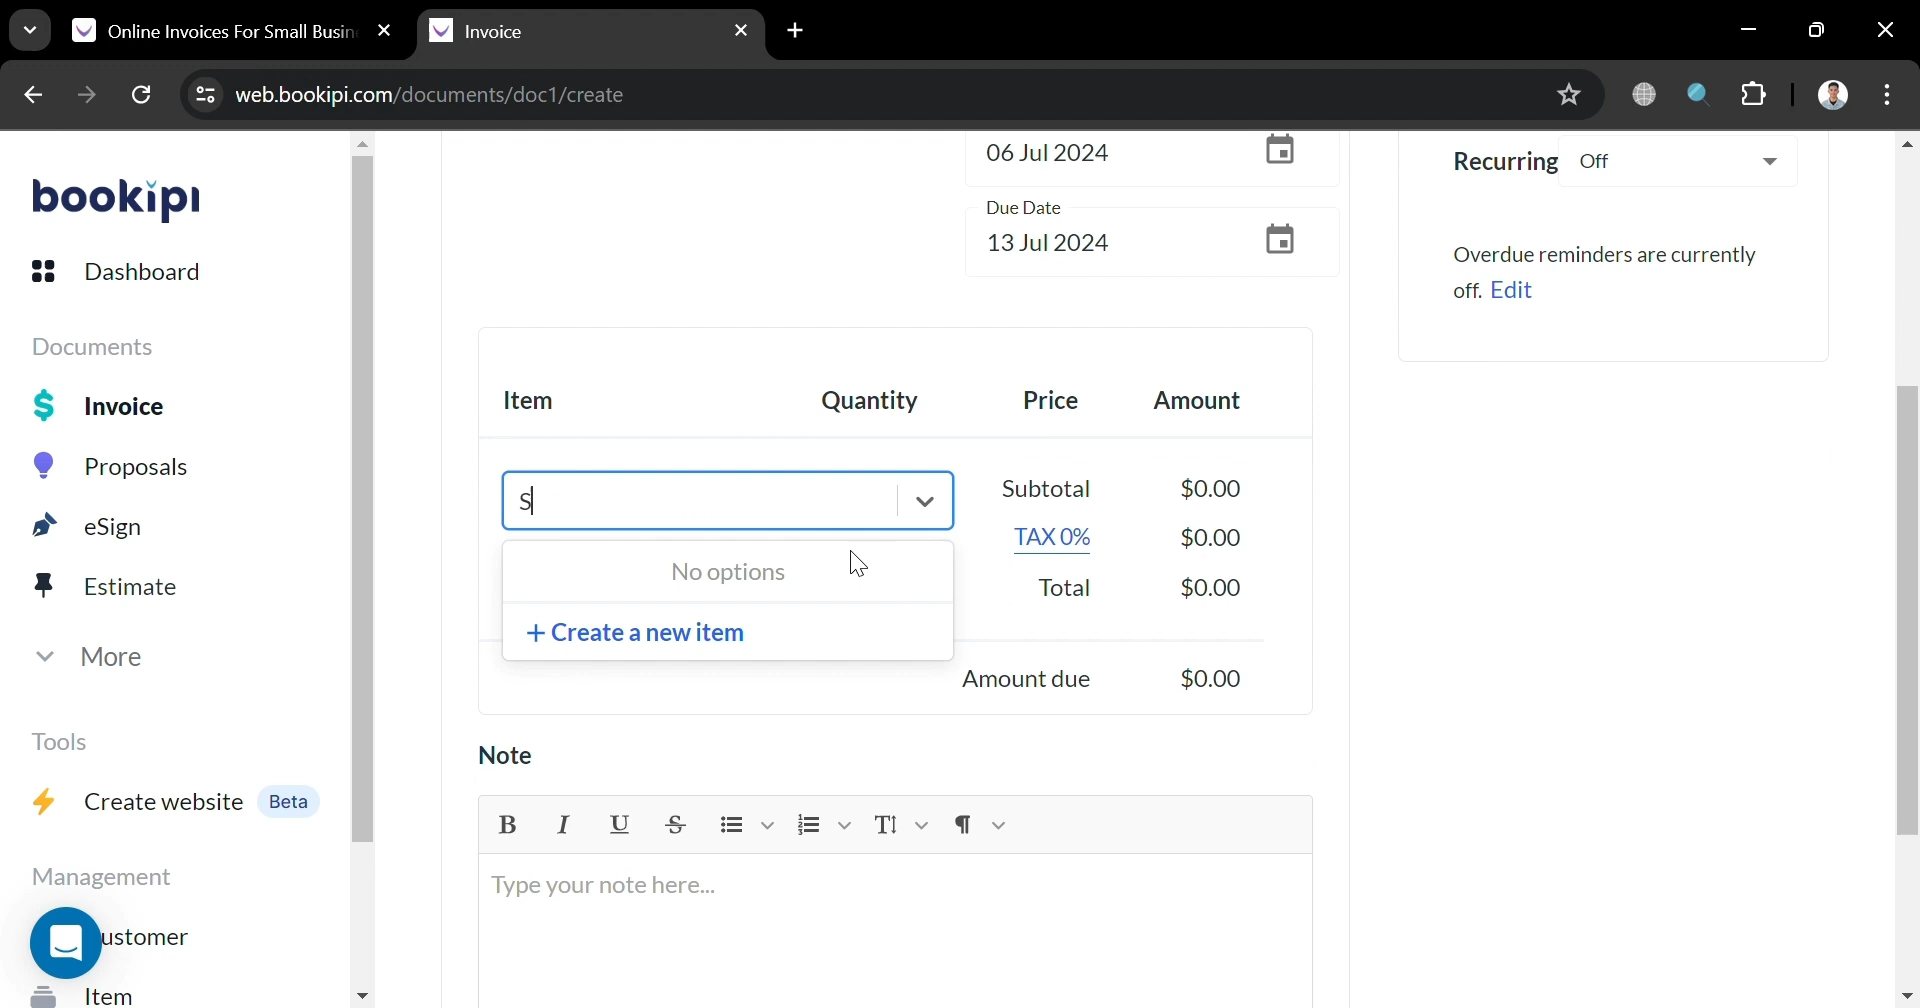 Online Invoices For Small Busin
Invoice
web.bookipi.com/documents/doc1/create
bookipi
Dashboard
Documents
Invoice
Proposals
eSign
Estimate
More
Tools
Create website Beta
Management
ustomer
Item
06 Jul 2024
Due Date
13 Jul 2024
Recurring Off
Overdue reminders are currently
off. Edit
Item Quantity Price Amount
S
No options
+ Create a new item
Subtotal $0.00
TAX 0% $0.00
Total $0.00
Amount due $0.00
Note
B I U S
Type your note here...